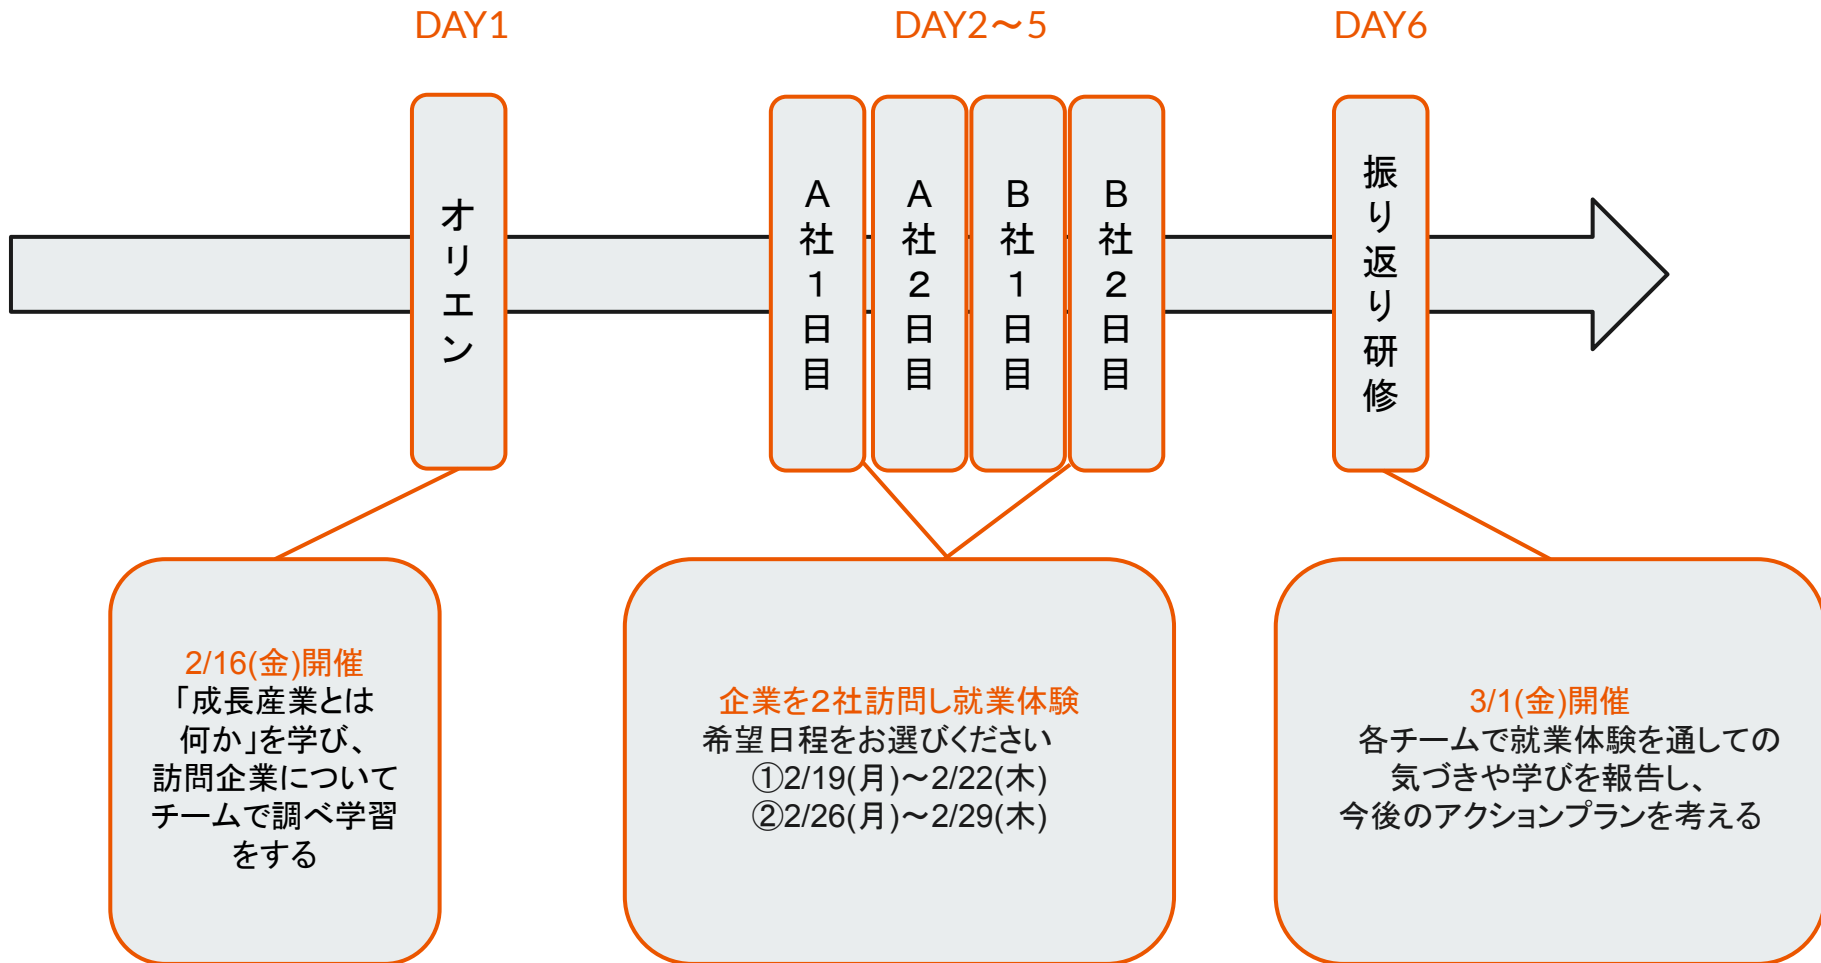 DAY1
DAY2～5
DAY6
オリエン
A社1日目
A社2日目
B社1日目
B社2日目
振り返り研修
2/16(金)開催
「成長産業とは
何か」を学び、
訪問企業について
チームで調べ学習
をする
企業を2社訪問し就業体験
希望日程をお選びください
①2/19(月)～2/22(木)
②2/26(月)～2/29(木)
3/1(金)開催
各チームで就業体験を通しての
気づきや学びを報告し、
今後のアクションプランを考える